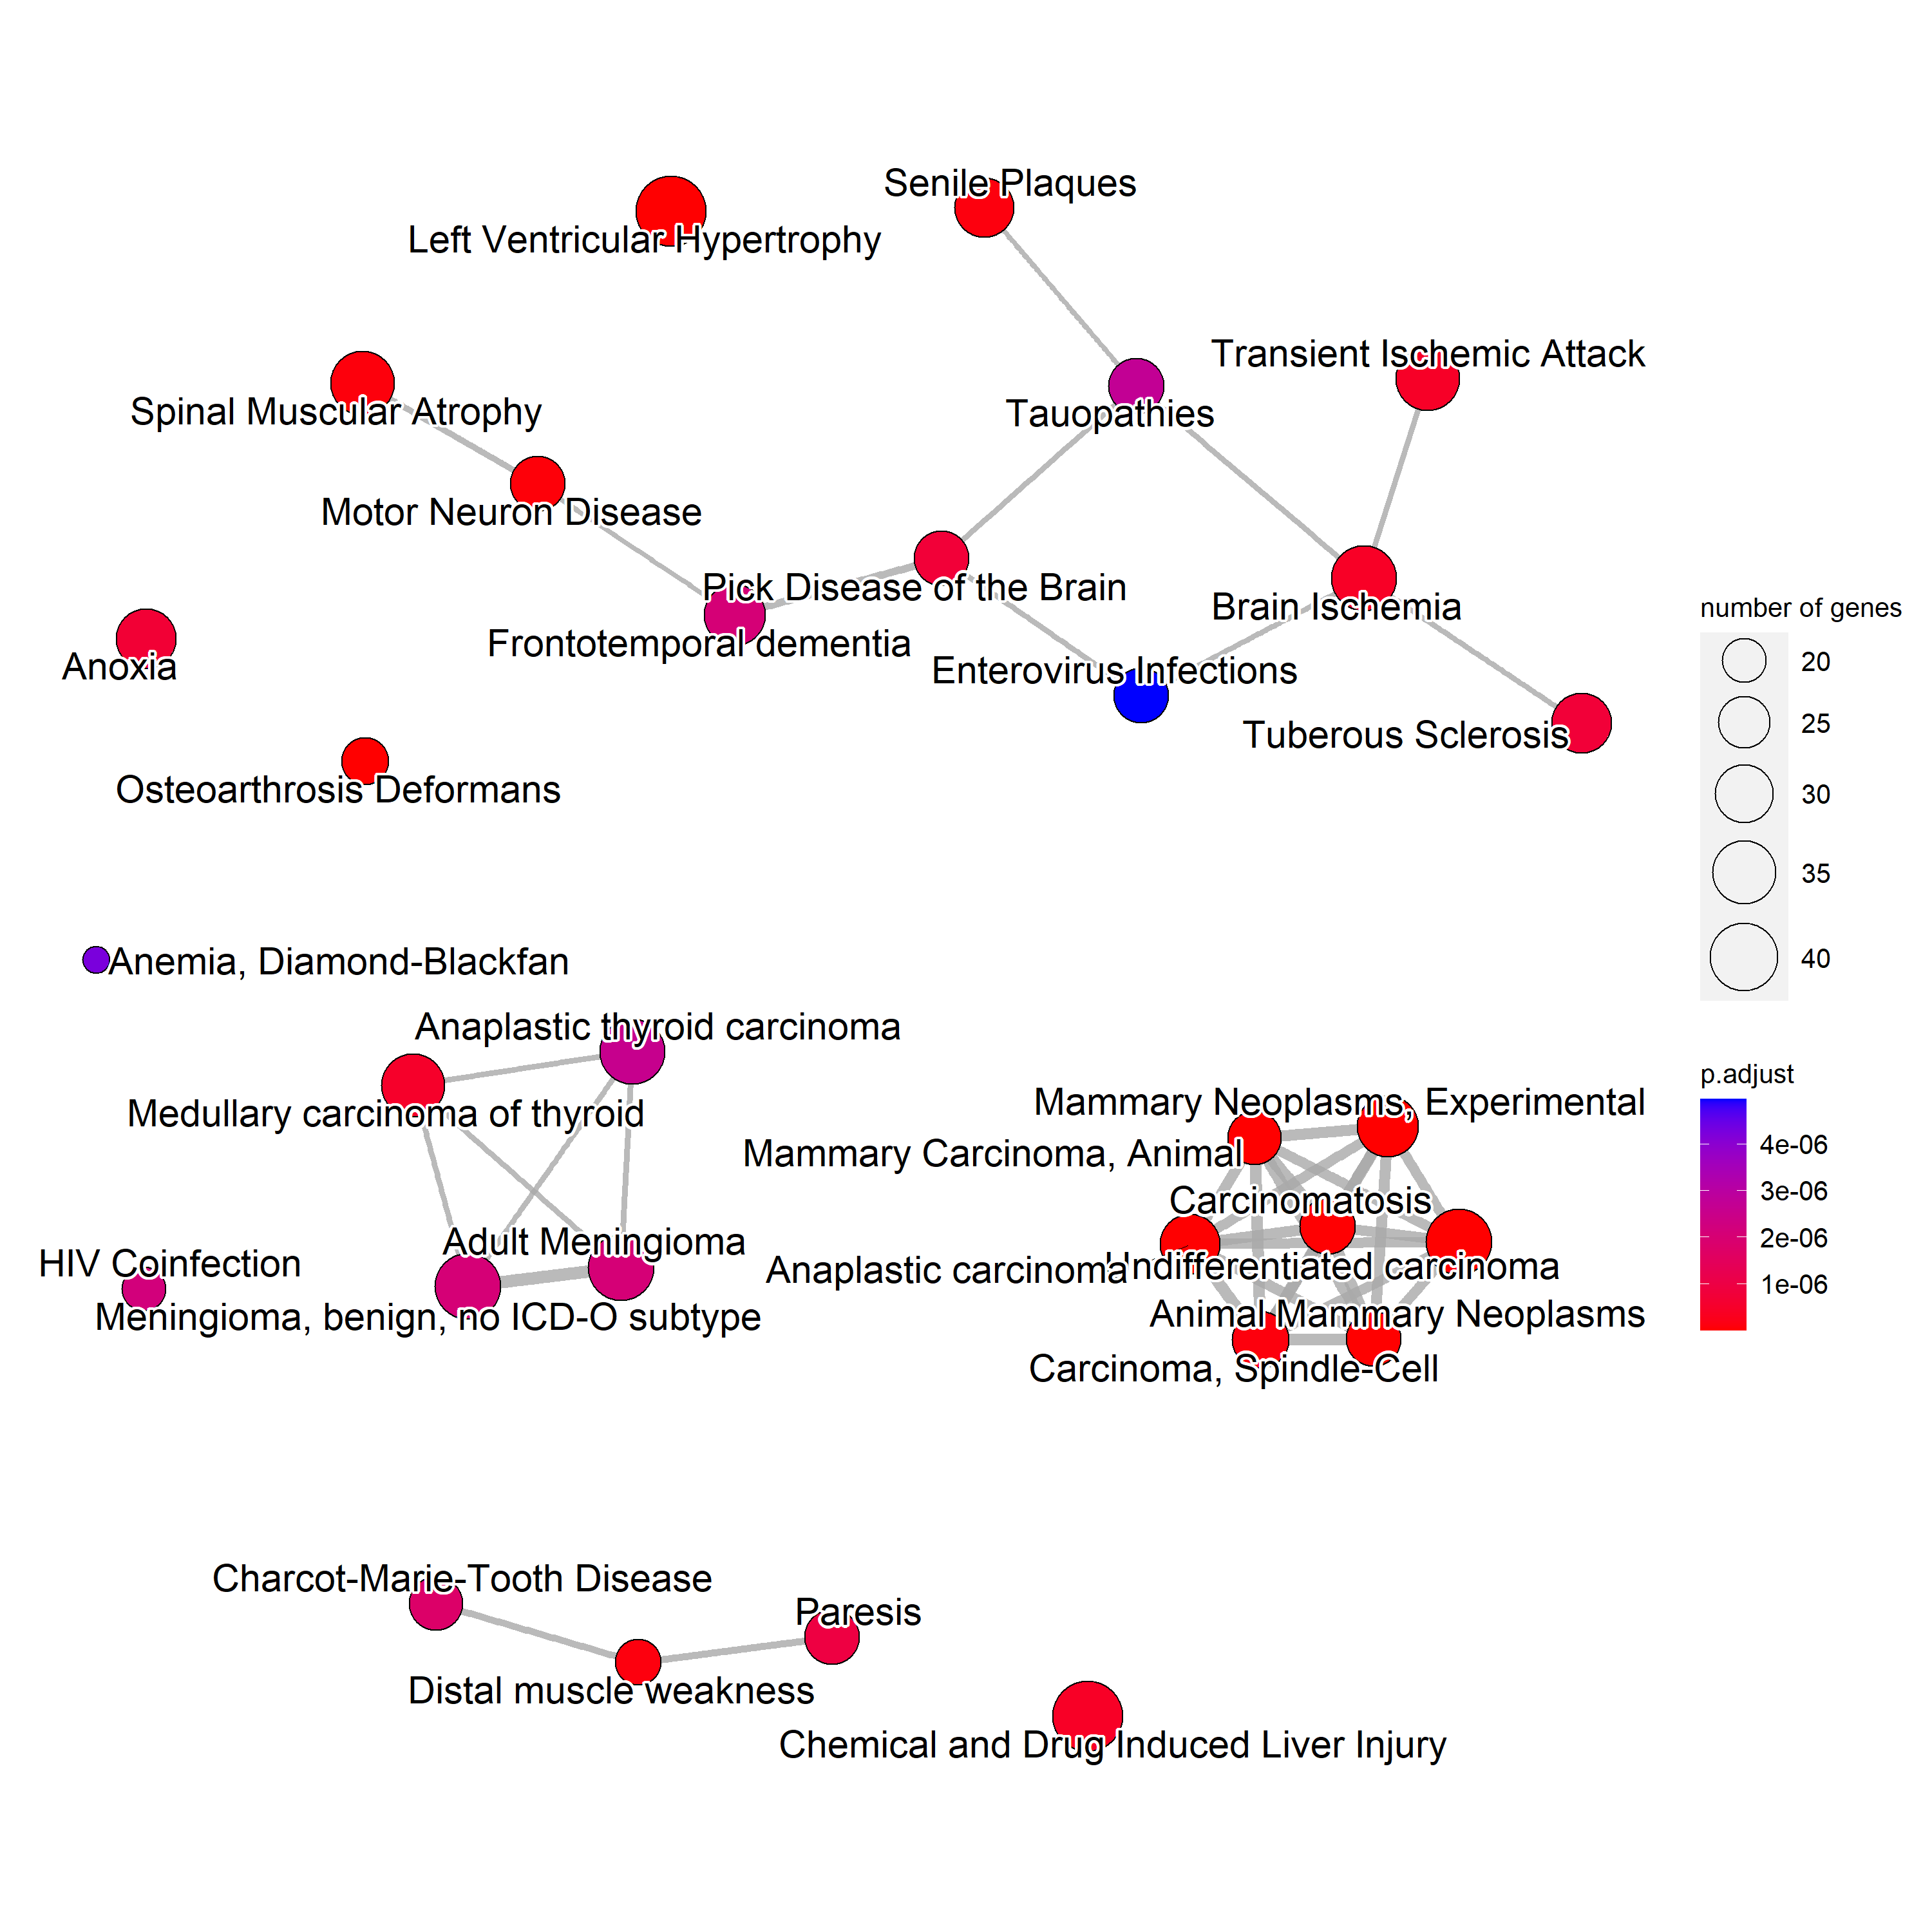 Senile Plaques
Left Ventricular Hypertrophy
Transient Ischemic Attack
Spinal Muscular Atrophy
Tauopathies
Motor Neuron Disease
Pick Disease of the Brain
Brain Ischemia
Frontotemporal dementia
Anoxia
Enterovirus Infections
Tuberous Sclerosis
Osteoarthrosis Deformans
Anemia, Diamond-Blackfan
Anaplastic thyroid carcinoma
Medullary carcinoma of thyroid
Mammary Neoplasms, Experimental
Mammary Carcinoma, Animal
Carcinomatosis
Adult Meningioma
HIV Coinfection
Anaplastic carcinoma
Undifferentiated carcinoma
Meningioma, benign, no ICD-O subtype
Animal Mammary Neoplasms
Carcinoma, Spindle-Cell
Charcot-Marie-Tooth Disease
Paresis
Distal muscle weakness
Chemical and Drug Induced Liver Injury
number of genes
20
25
30
35
40
p.adjust
4e-06
3e-06
2e-06
1e-06